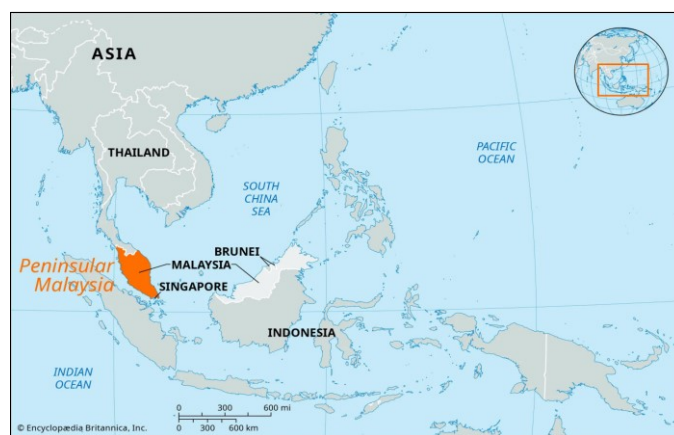 ASIA
THAILAND
PACIFIC
OCEAN
SOUTH
CHINA
SEA
BRUNEI
Peninsular
Malaysia
MALAYSIA
SINGAPORE
INDONESIA
INDIAN
OCEAN
0 300 600 mi
0 300 600 km
© Encyclopædia Britannica, Inc.